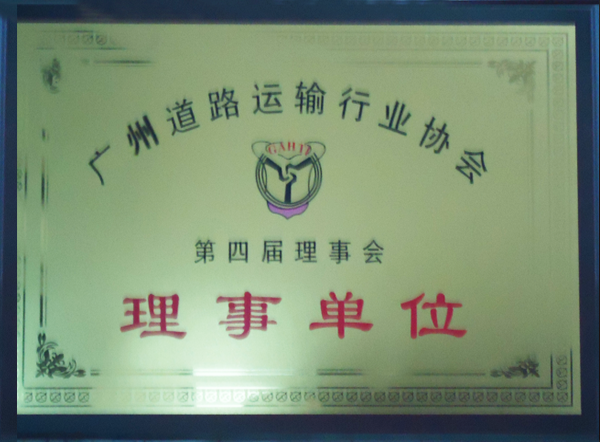 广州道路运输行业协会
第四届理事会
理事单位